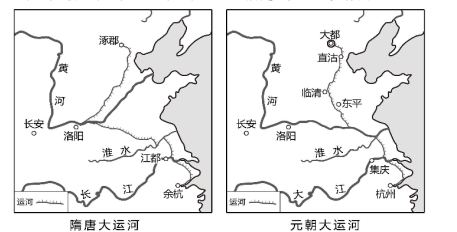 涿郡
黄
河
长安
洛阳
淮水
江都
长江
余杭
运河
隋唐大运河
大都
直沽
临清
东平
黄
河
长安
洛阳
淮水
集庆
大江
杭州
运河
元朝大运河